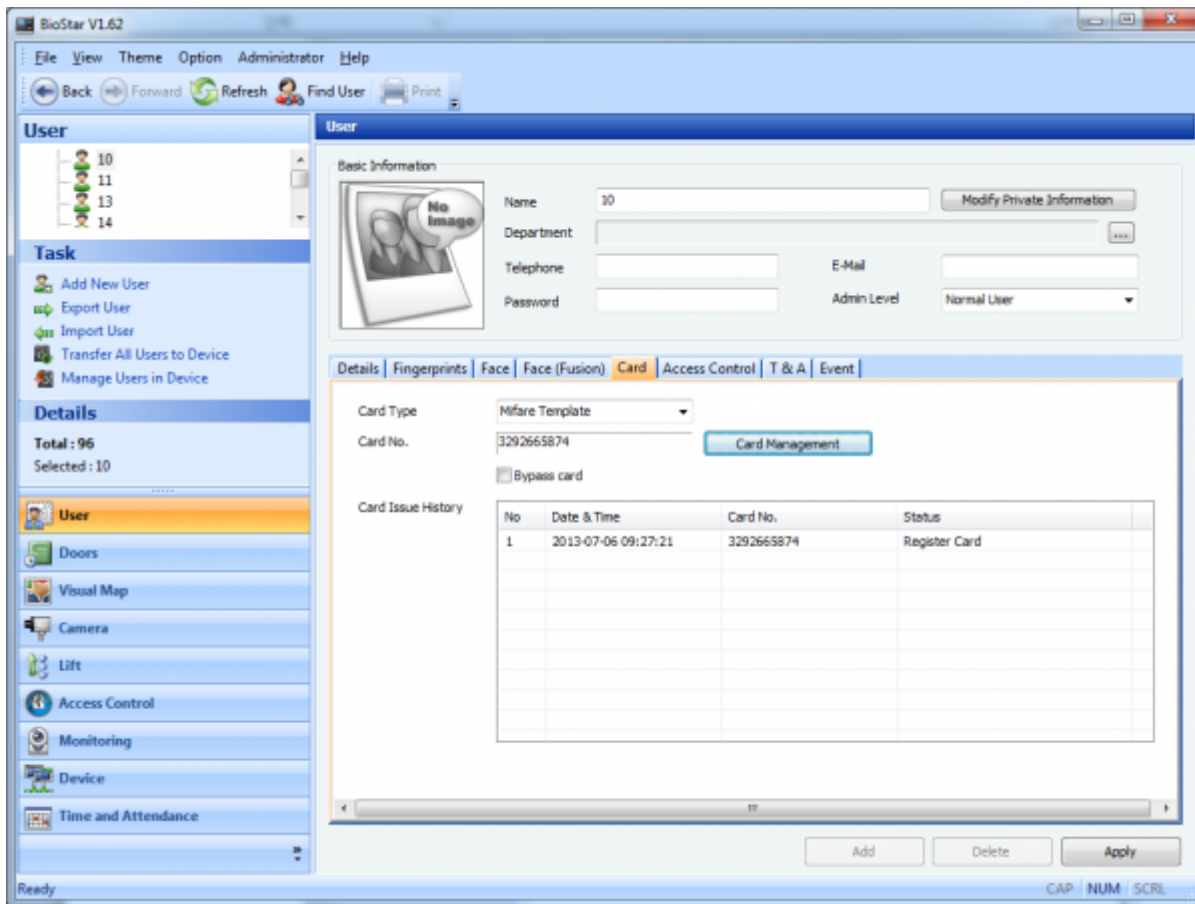 BioStar V1.62
File View Theme Option Administrator Help
Back Forward Refresh Find User Print
User
10
11
13
14
Task
Add New User
Export User
Import User
Transfer All Users to Device
Manage Users in Device
Details
Total : 96
Selected : 10
User
Doors
Visual Map
Camera
Lift
Access Control
Monitoring
Device
Time and Attendance
User
Basic Information
No Image
Name 10 Modify Private Information
Department ...
Telephone E-Mail
Password Admin Level Normal User
Details Fingerprints Face Face (Fusion) Card Access Control T & A Event
Card Type Mifare Template
Card No. 3292665874 Card Management
Bypass card
Card Issue History
No Date & Time Card No. Status
1 2013-07-06 09:27:21 3292665874 Register Card
Add Delete Apply
Ready CAP NUM SCRL